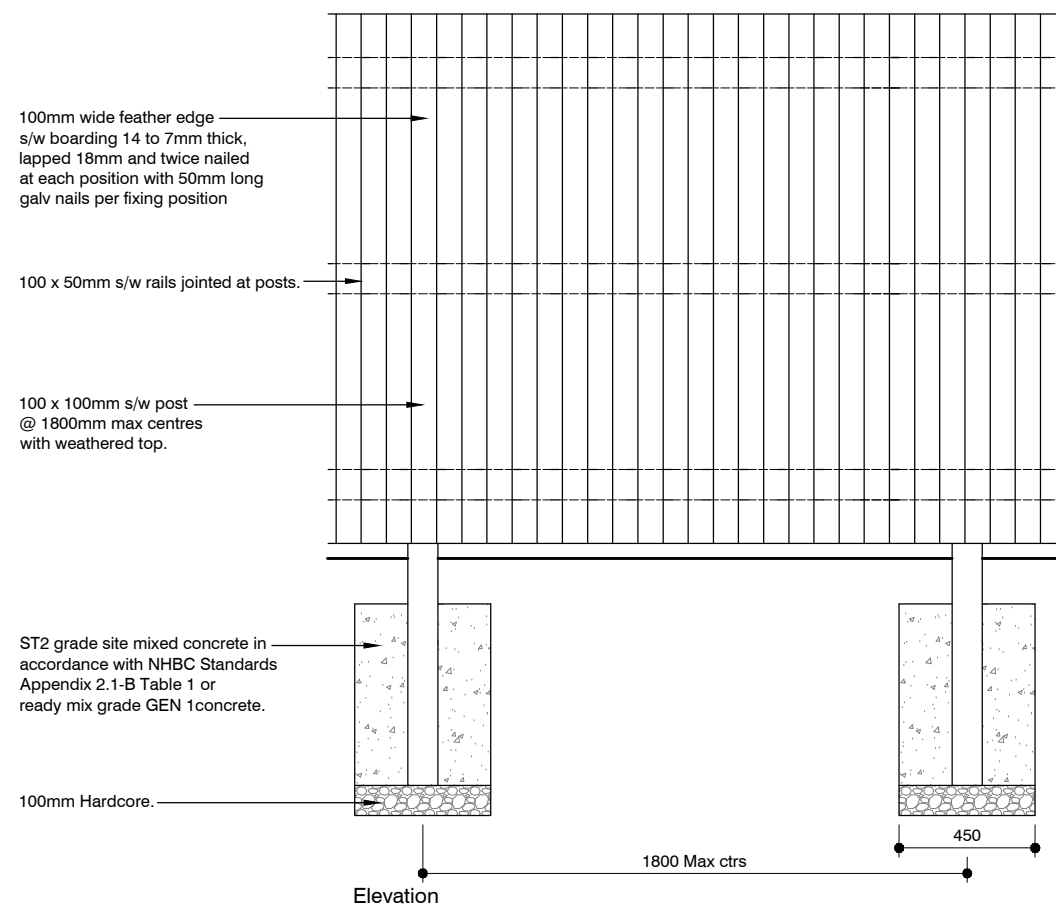 100mm wide feather edge
s/w boarding 14 to 7mm thick,
lapped 18mm and twice nailed
at each position with 50mm long
galv nails per fixing position
100 x 50mm s/w rails jointed at posts.
100 x 100mm s/w post
@ 1800mm max centres
with weathered top.
ST2 grade site mixed concrete in
accordance with NHBC Standards
Appendix 2.1-B Table 1 or
ready mix grade GEN 1concrete.
100mm Hardcore.
450
1800 Max ctrs
Elevation